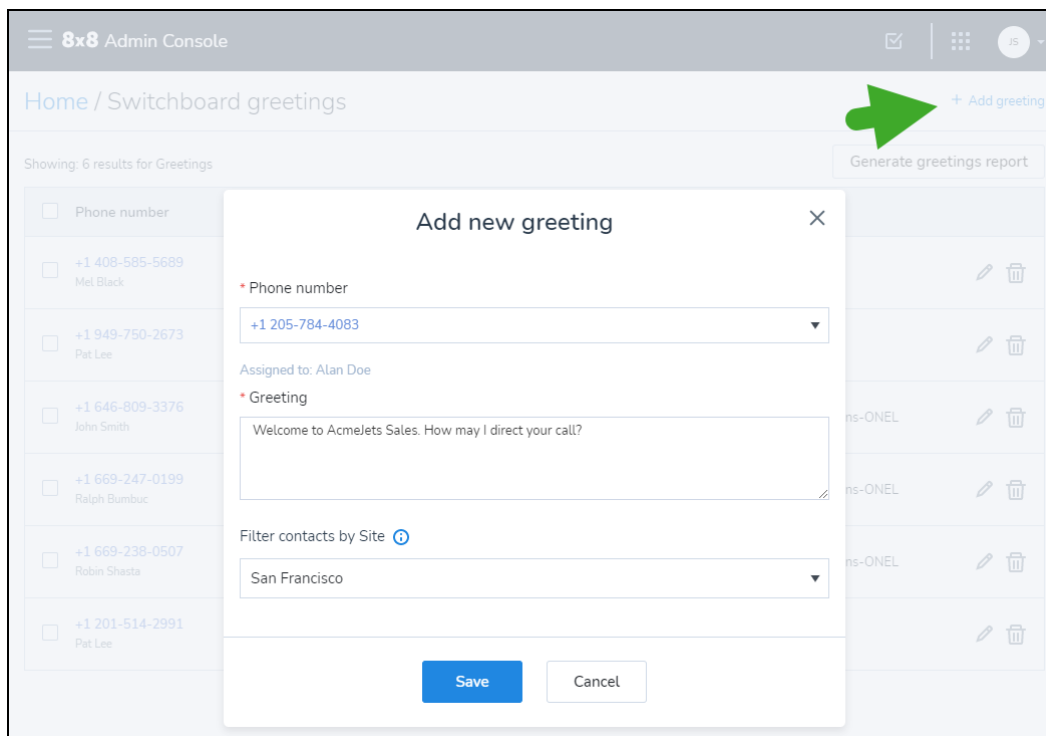 8x8 Admin Console
JS
Home / Switchboard greetings
+ Add greeting
Showing: 6 results for Greetings
Generate greetings report
Phone number
Add new greeting
+1 408-585-5689
Mel Black
* Phone number
+1 205-784-4083
+1 949-750-2673
Pat Lee
Assigned to: Alan Doe
* Greeting
+1 646-809-3376
John Smith
Welcome to AcmeJets Sales. How may I direct your call?
ns-ONEL
+1 669-247-0199
Ralph Bumbuc
ns-ONEL
Filter contacts by Site
+1 669-238-0507
Robin Shasta
San Francisco
ns-ONEL
+1 201-514-2991
Pat Lee
Save
Cancel